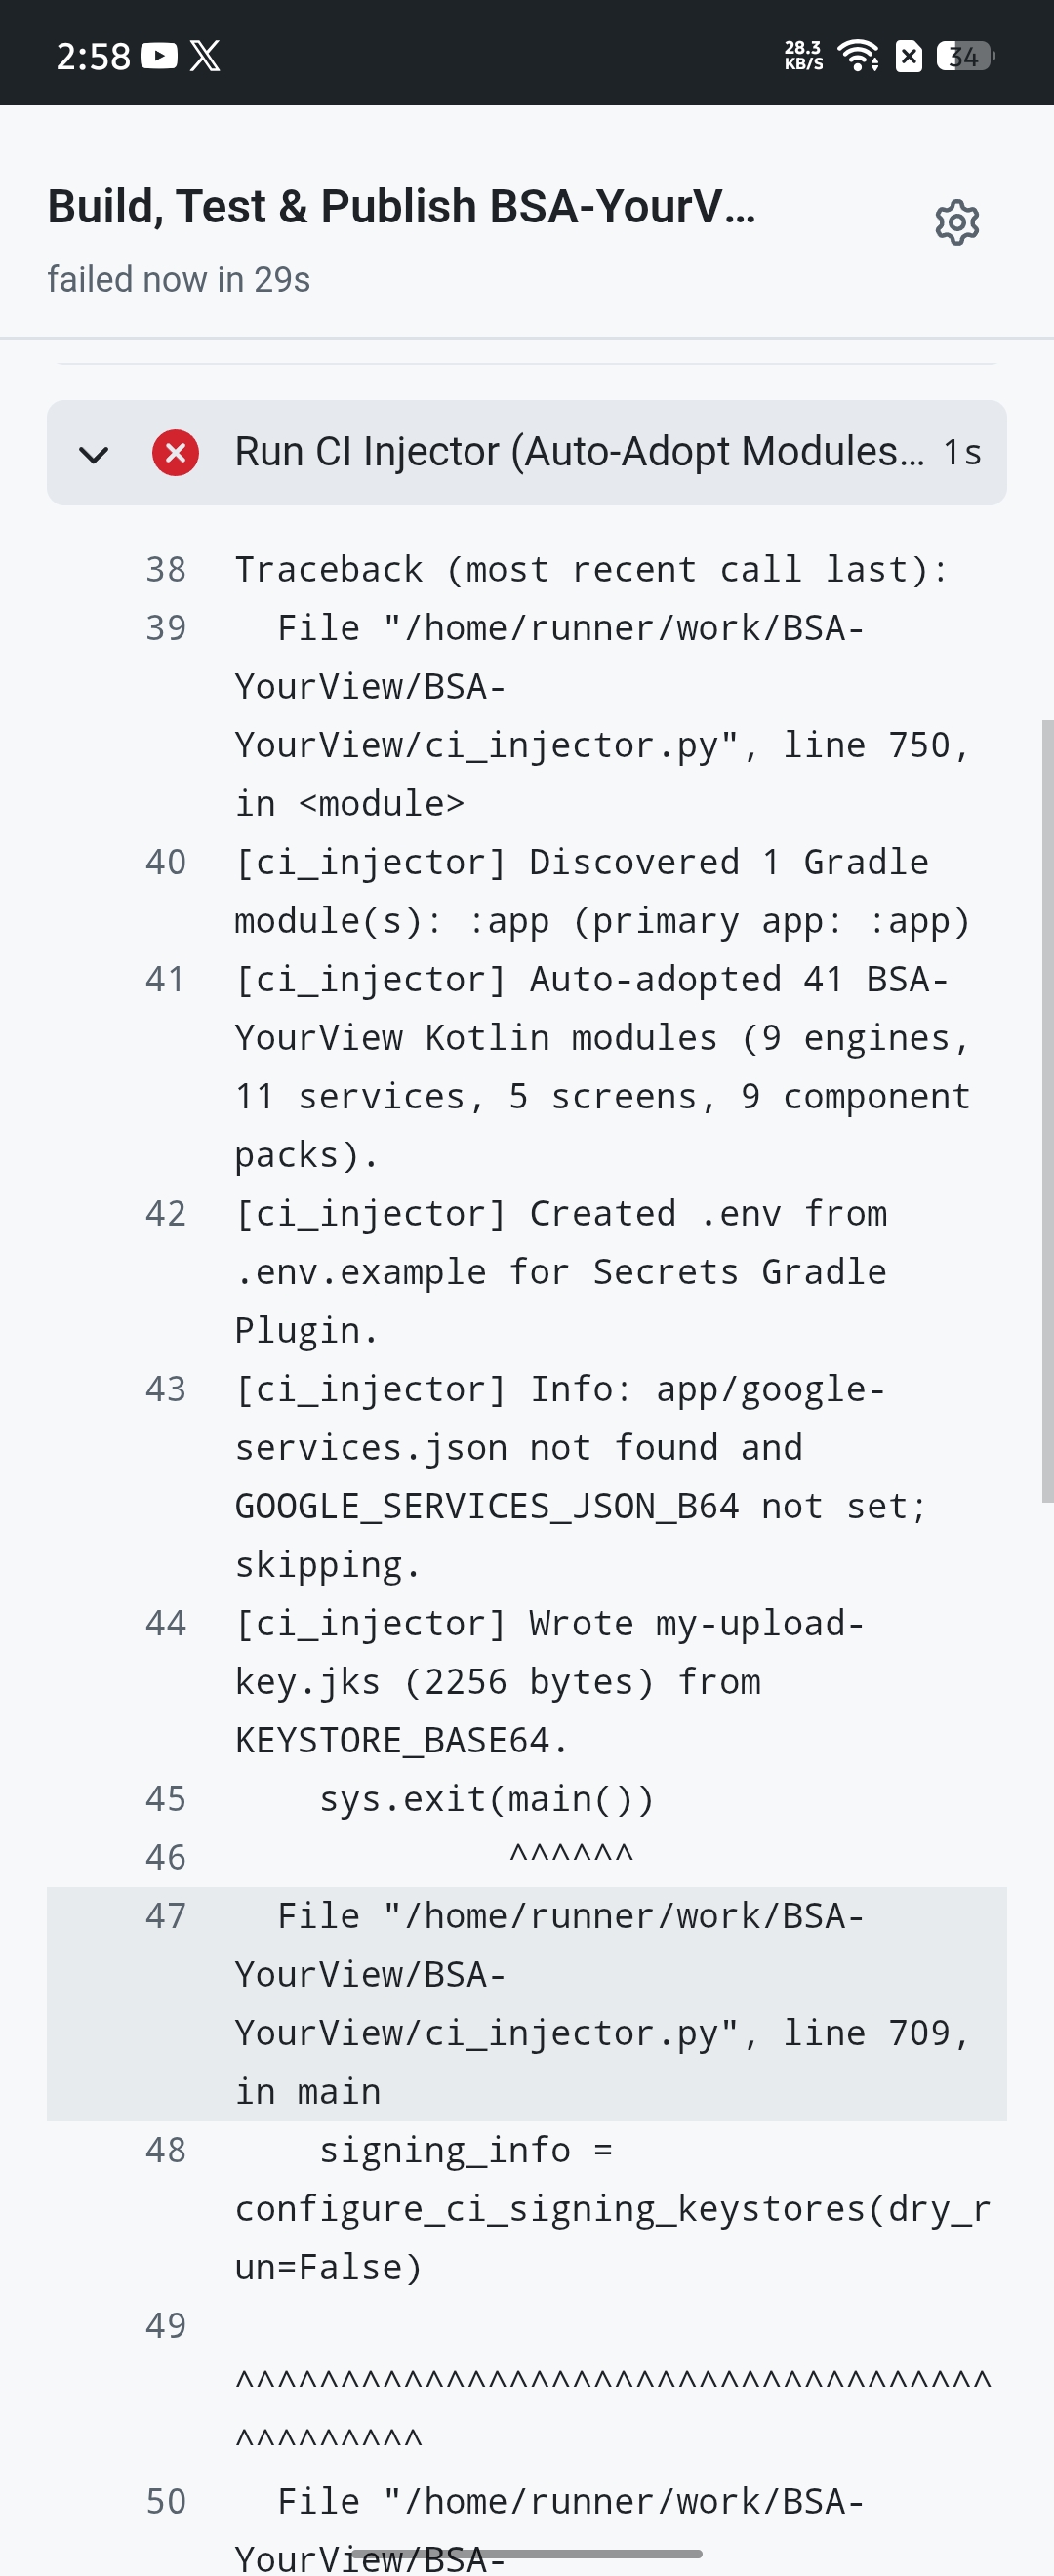 2:58
28.3
KB/S
34
Build, Test & Publish BSA-YourV…
failed now in 29s
Run CI Injector (Auto-Adopt Modules… 1s
38 Traceback (most recent call last):
39   File "/home/runner/work/BSA-
YourView/BSA-
YourView/ci_injector.py", line 750,
in <module>
40 [ci_injector] Discovered 1 Gradle
module(s): :app (primary app: :app)
41 [ci_injector] Auto-adopted 41 BSA-
YourView Kotlin modules (9 engines,
11 services, 5 screens, 9 component
packs).
42 [ci_injector] Created .env from
.env.example for Secrets Gradle
Plugin.
43 [ci_injector] Info: app/google-
services.json not found and
GOOGLE_SERVICES_JSON_B64 not set;
skipping.
44 [ci_injector] Wrote my-upload-
key.jks (2256 bytes) from
KEYSTORE_BASE64.
45     sys.exit(main())
46              ^^^^^^
47   File "/home/runner/work/BSA-
YourView/BSA-
YourView/ci_injector.py", line 709,
in main
48     signing_info =
configure_ci_signing_keystores(dry_r
un=False)
49
^^^^^^^^^^^^^^^^^^^^^^^^^^^^^^^^^^^^
^^^^^^^^^
50   File "/home/runner/work/BSA-
YourView/BSA-